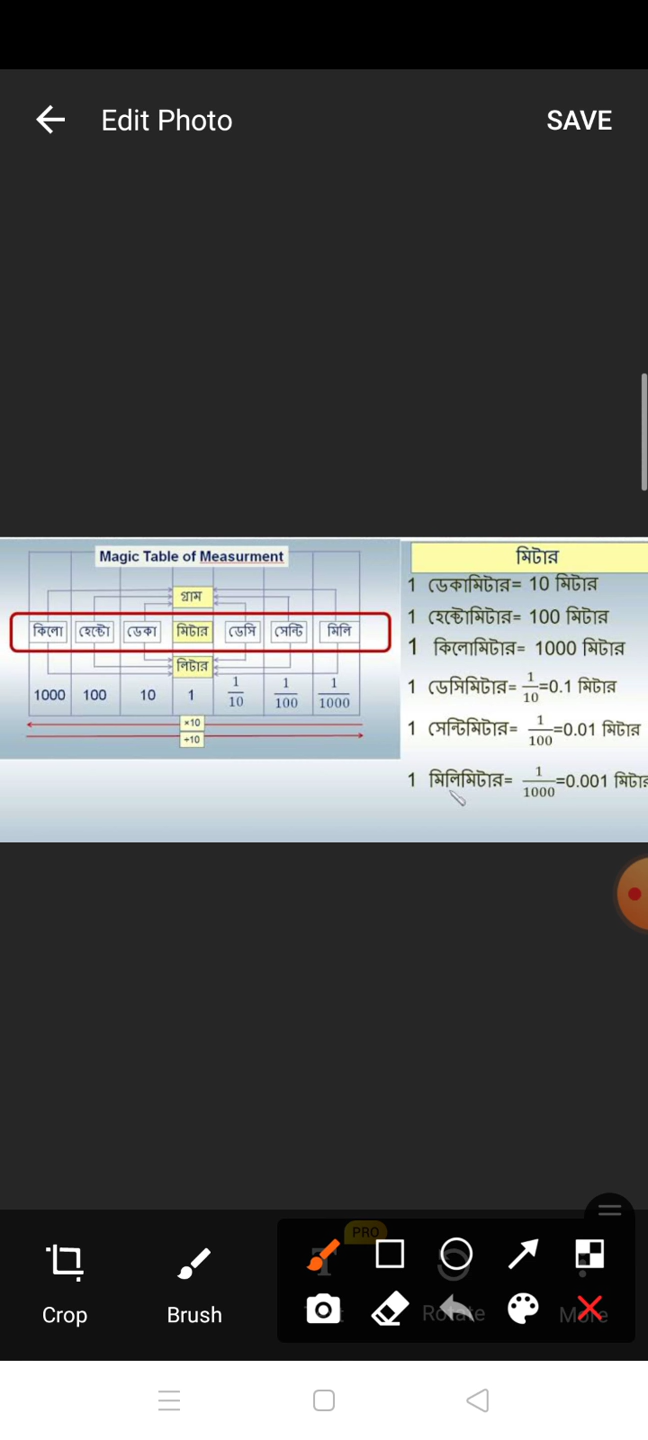 Edit Photo
SAVE
Magic Table of Measurment
গ্রাম
কিলো হেক্টো ডেকা মিটার ডেসি সেন্টি মিলি
লিটার
1000 100 10 1 1/10 1/100 1/1000
×10
÷10
মিটার
1 ডেকামিটার= 10 মিটার
1 হেক্টোমিটার= 100 মিটার
1 কিলোমিটার= 1000 মিটার
1 ডেসিমিটার= 1/10=0.1 মিটার
1 সেন্টিমিটার= 1/100=0.01 মিটার
1 মিলিমিটার= 1/1000=0.001 মিটার
PRO
Crop Brush Rotate More